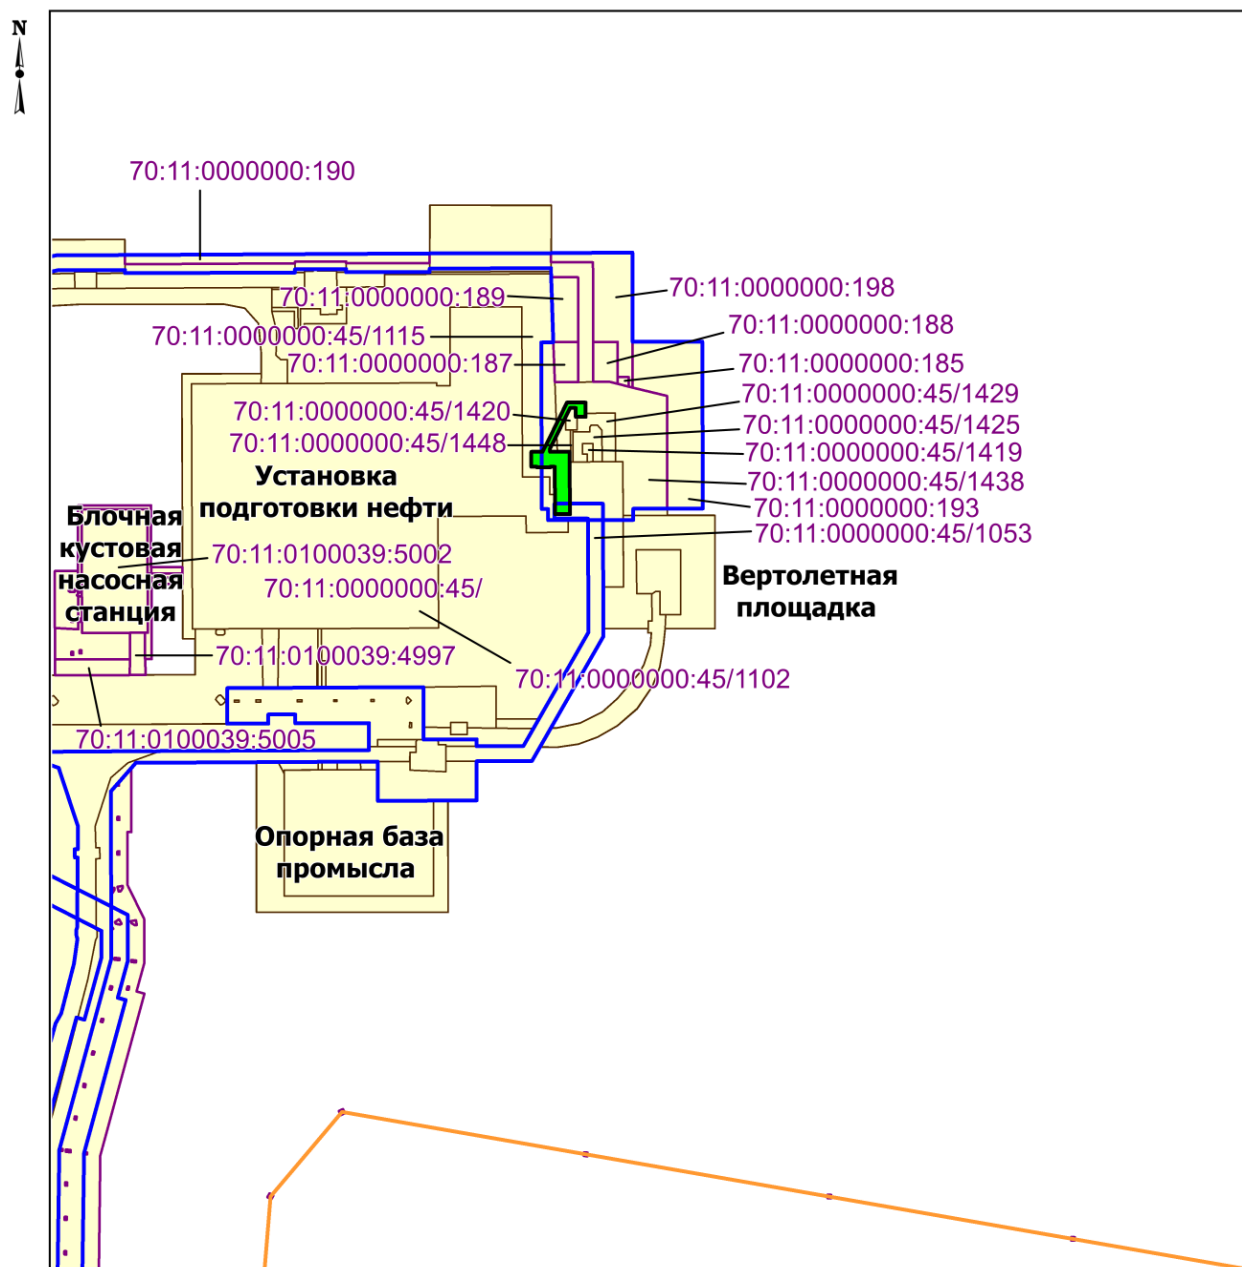 N
70:11:0000000:190
70:11:0000000:198
70:11:0000000:189
70:11:0000000:188
70:11:0000000:45/1115
70:11:0000000:187
70:11:0000000:185
70:11:0000000:45/1429
70:11:0000000:45/1420
70:11:0000000:45/1425
70:11:0000000:45/1448
70:11:0000000:45/1419
Установка
подготовки нефти
70:11:0000000:45/1438
70:11:0000000:193
70:11:0000000:45/1053
Блочная
кустовая
насосная
станция
70:11:0100039:5002
70:11:0000000:45/
Вертолетная
площадка
70:11:0100039:4997
70:11:0000000:45/1102
70:11:0100039:5005
Опорная база
промысла